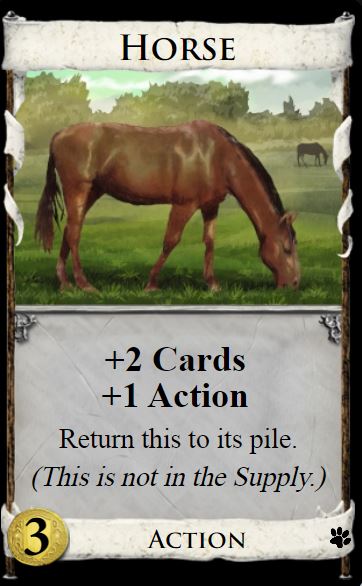 HORSE
+2 Cards
+1 Action
Return this to its pile.
(This is not in the Supply.)
3
ACTION